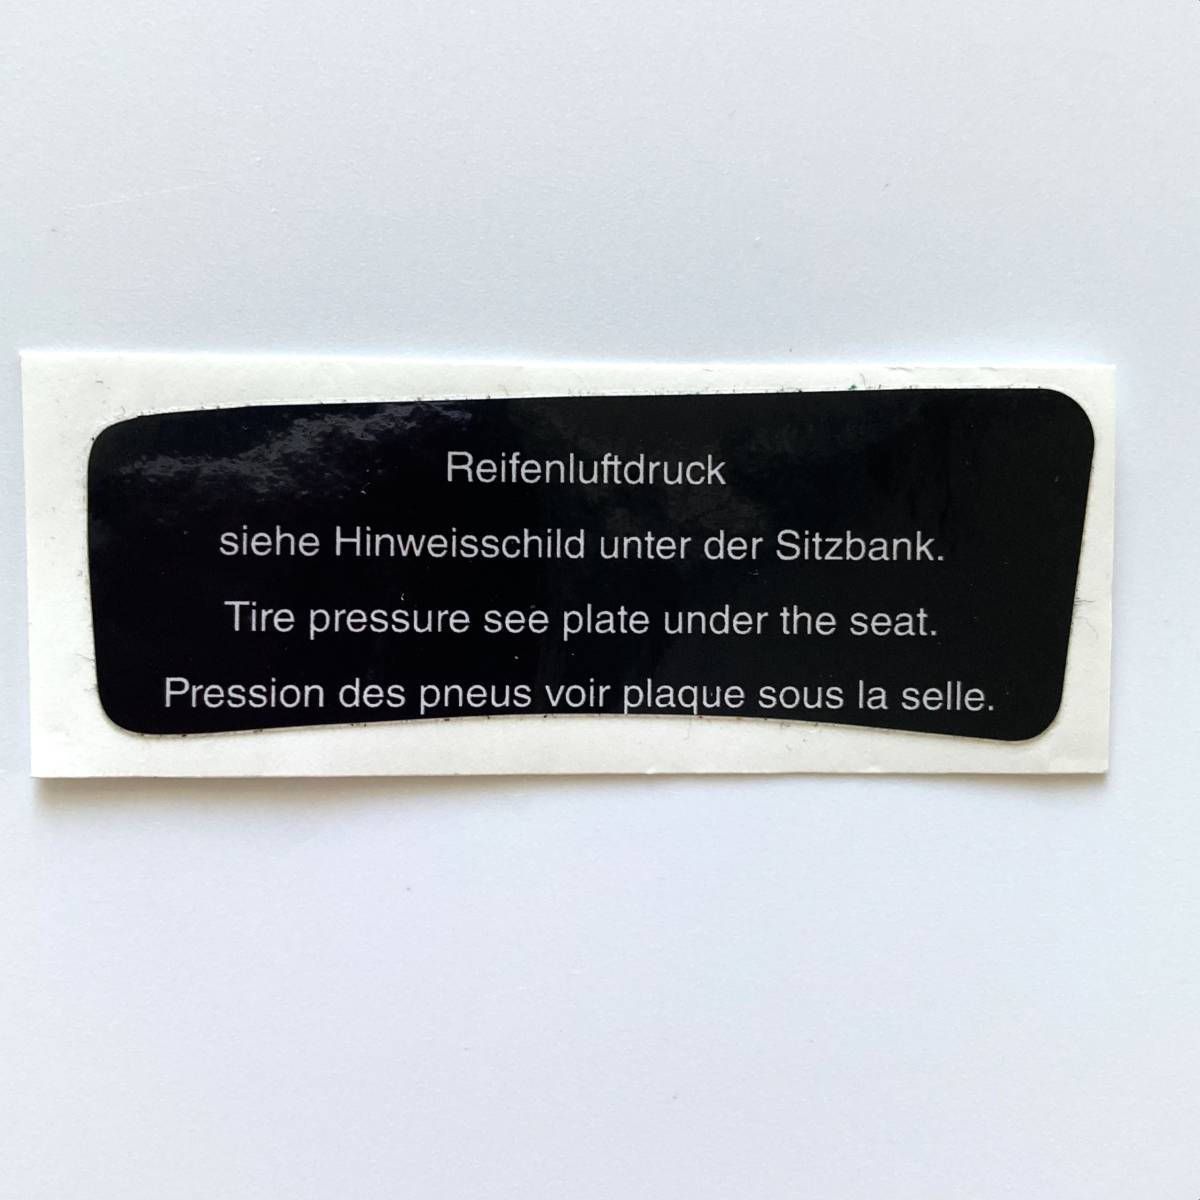 Reifenluftdruck
siehe Hinweisschild unter der Sitzbank.
Tire pressure see plate under the seat.
Pression des pneus voir plaque sous la selle.